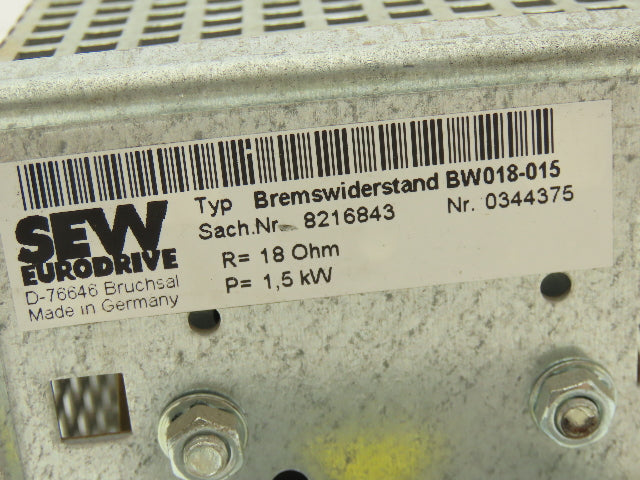 Typ Bremswiderstand BW018-015
Sach.Nr 8216843 Nr. 0344375
R= 18 Ohm
P= 1,5 kW
SEW
EURODRIVE
D-76646 Bruchsal
Made in Germany